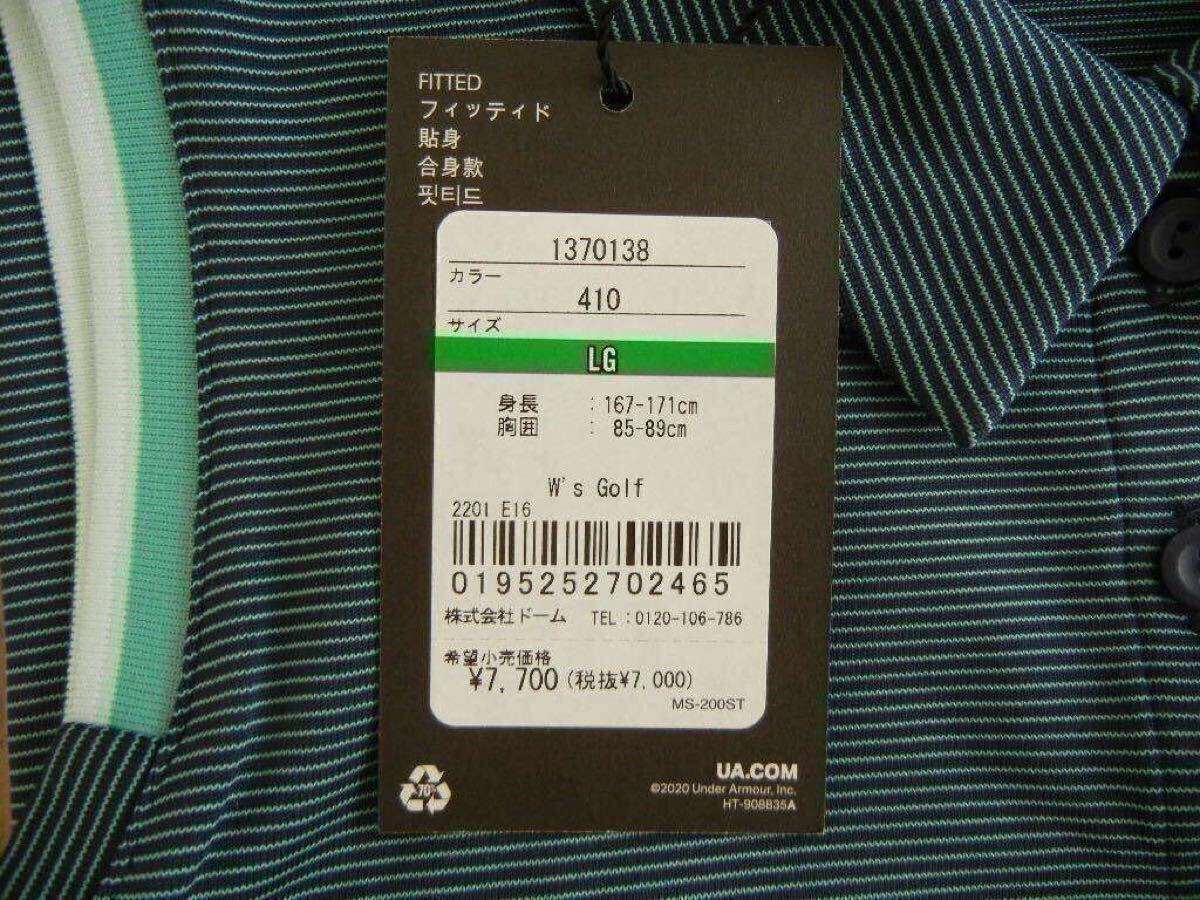 FITTED
フィッティド
貼身
合身款
핏티드
1370138
カラー
410
サイズ
LG
身長 : 167-171cm
胸囲 : 85-89cm
W's Golf
2201 E16
0195252702465
株式会社ドーム TEL:0120-106-786
希望小売価格
¥7,700(税抜¥7,000)
MS-200ST
70%
UA.COM
©2020 Under Armour, Inc.
HT-908835A